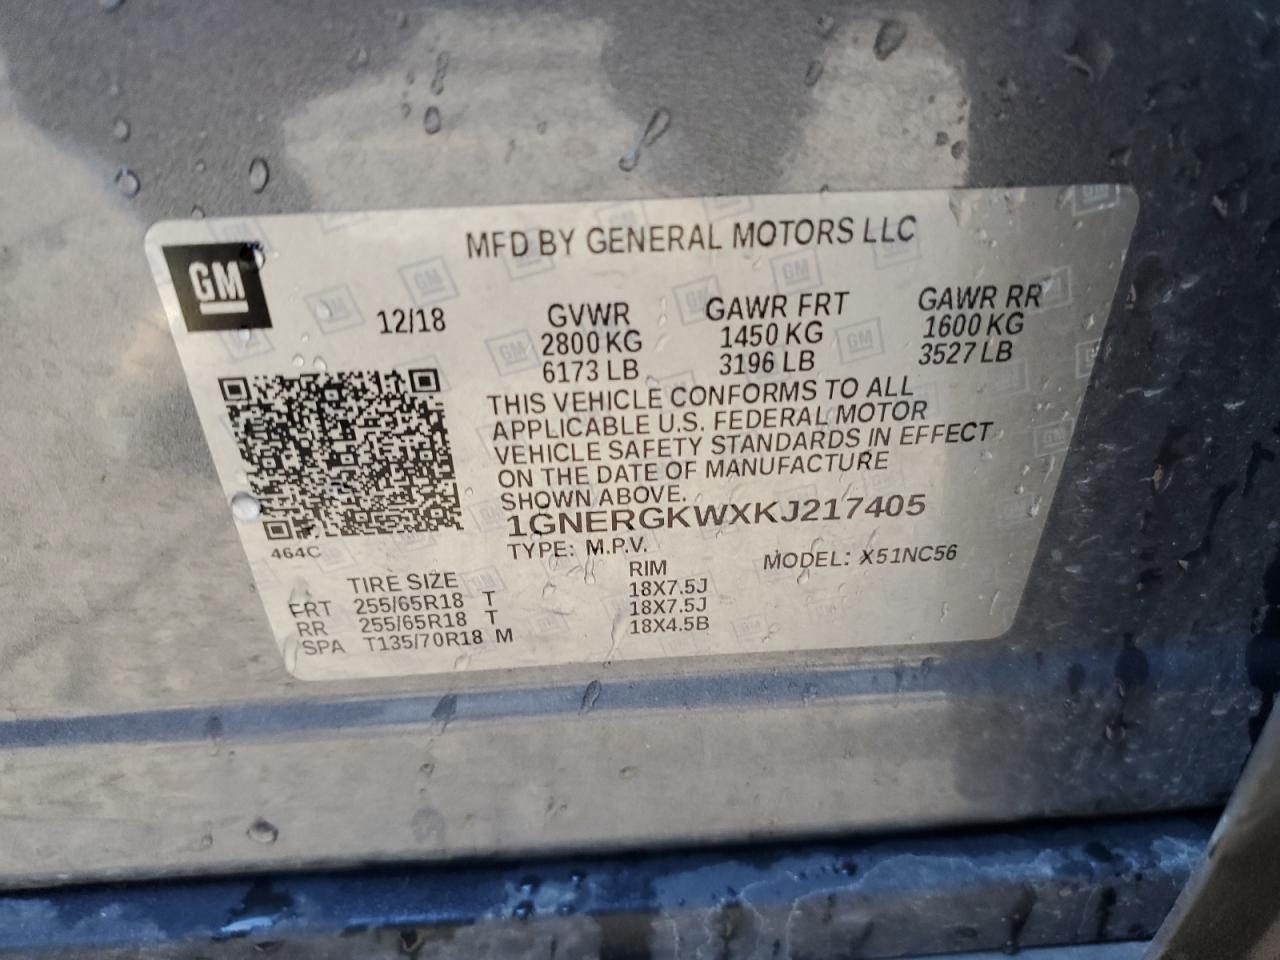 GM
MFD BY GENERAL MOTORS LLC
12/18
GVWR GAWR FRT GAWR RR
2800 KG 1450 KG 1600 KG
6173 LB 3196 LB 3527 LB
THIS VEHICLE CONFORMS TO ALL
APPLICABLE U.S. FEDERAL MOTOR
VEHICLE SAFETY STANDARDS IN EFFECT
ON THE DATE OF MANUFACTURE
SHOWN ABOVE.
1GNERGKWXKJ217405
464C
TYPE: M.P.V. MODEL: X51NC56
TIRE SIZE RIM
FRT 255/65R18 T 18X7.5J
RR 255/65R18 T 18X7.5J
SPA T135/70R18 M 18X4.5B